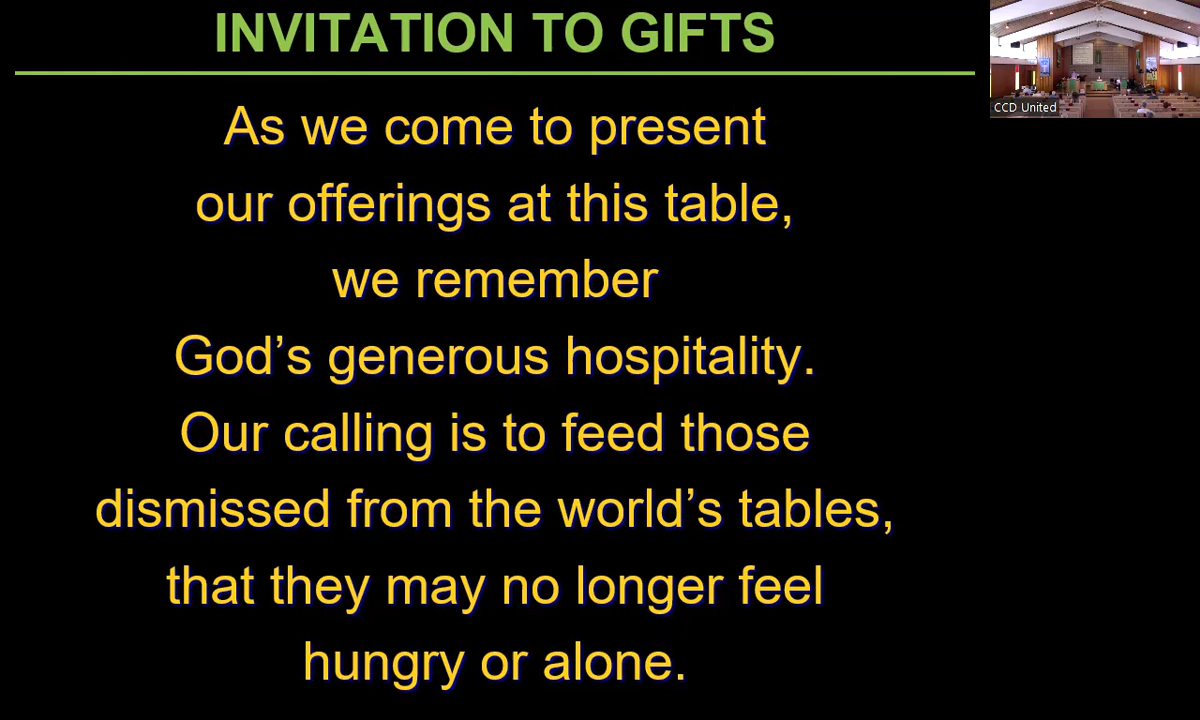 INVITATION TO GIFTS
As we come to present
our offerings at this table,
we remember
God’s generous hospitality.
Our calling is to feed those
dismissed from the world’s tables,
that they may no longer feel
hungry or alone.
CCD United